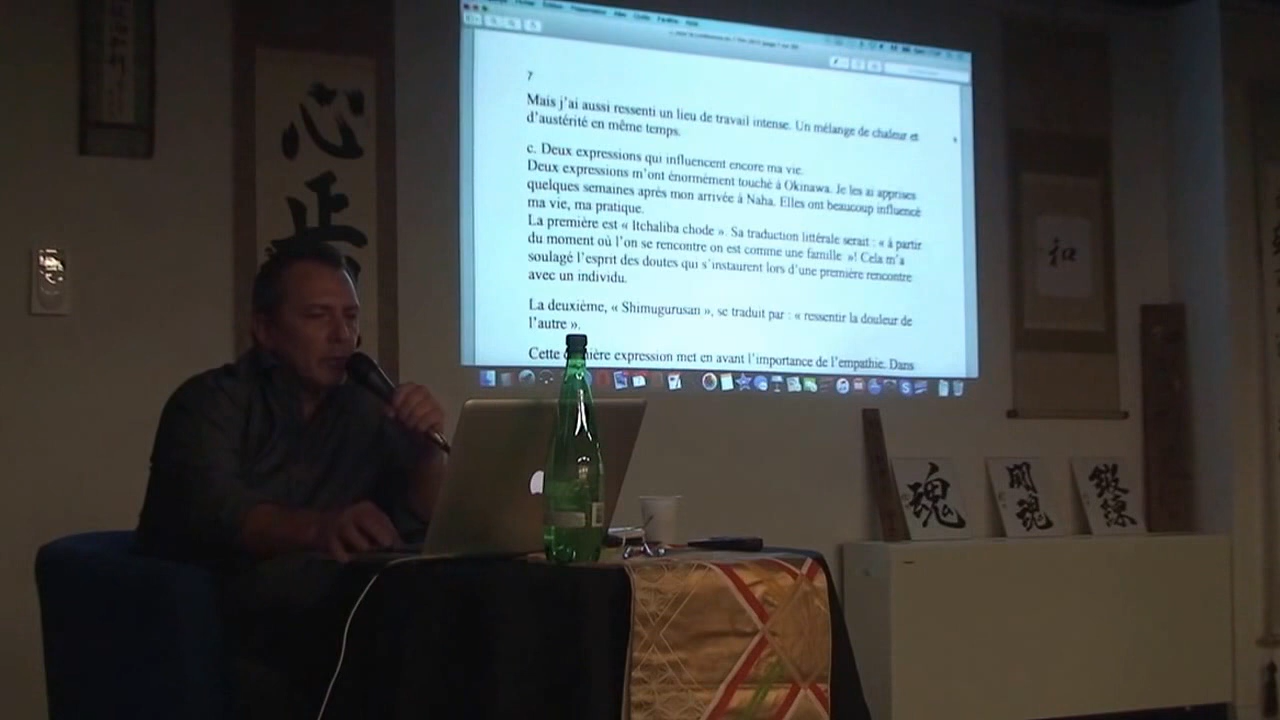 7
Mais j'ai aussi ressenti un lieu de travail intense. Un mélange de chaleur et
d'austérité en même temps.
c. Deux expressions qui influencent encore ma vie.
Deux expressions m'ont énormément touché à Okinawa. Je les ai apprises
quelques semaines après mon arrivée à Naha. Elles ont beaucoup influencé
ma vie, ma pratique.
La première est « Itchaliba chode ». Sa traduction littérale serait : « à partir
du moment où l'on se rencontre on est comme une famille »! Cela m'a
soulagé l'esprit des doutes qui s'instaurent lors d'une première rencontre
avec un individu.
La deuxième, « Shimugurusan », se traduit par : « ressentir la douleur de
l'autre ».
Cette expression met en avant l'importance de l'empathie. Dans
心
正
和
魂
闘
魂
鍛
錬